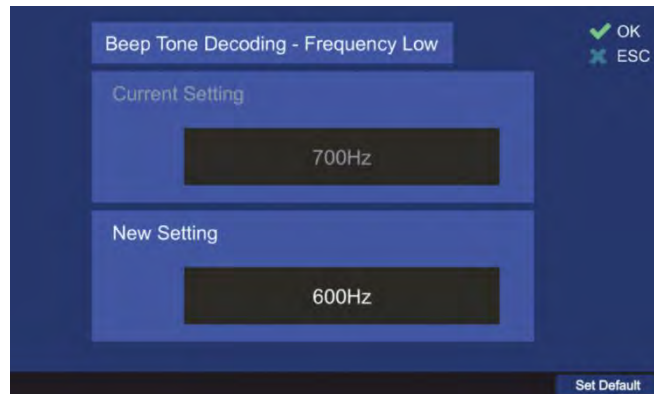 Beep Tone Decoding - Frequency Low
OK
ESC
Current Setting
700Hz
New Setting
600Hz
Set Default